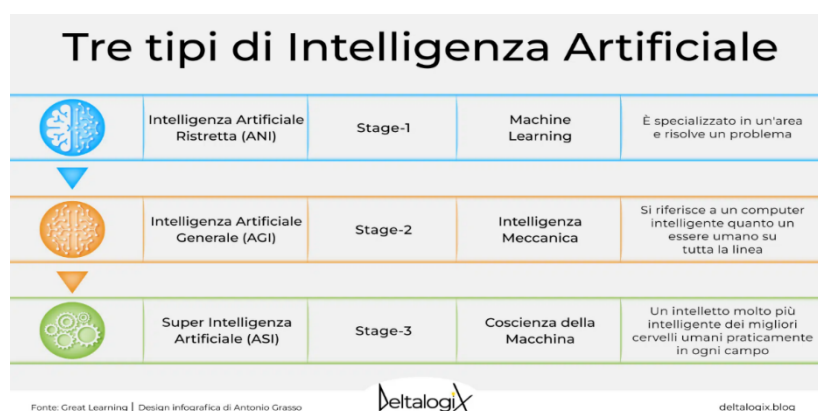 Tre tipi di Intelligenza Artificiale
Intelligenza Artificiale
Ristretta (ANI)
Stage-1
Machine
Learning
È specializzato in un'area
e risolve un problema
Intelligenza Artificiale
Generale (AGI)
Stage-2
Intelligenza
Meccanica
Si riferisce a un computer
intelligente quanto un
essere umano su
tutta la linea
Super Intelligenza
Artificiale (ASI)
Stage-3
Coscienza della
Macchina
Un intelletto molto più
intelligente dei migliori
cervelli umani praticamente
in ogni campo
Fonte: Great Learning | Design infografica di Antonio Grasso
DeltalogiX
deltalogix.blog